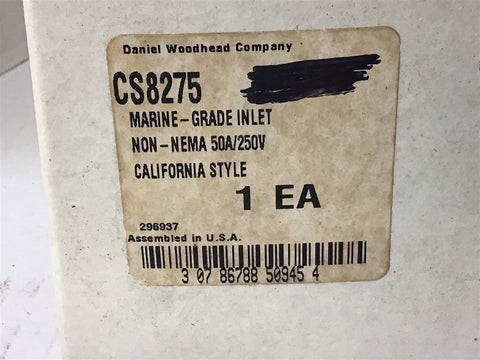 Daniel Woodhead Company
CS8275
MARINE-GRADE INLET
NON-NEMA 50A/250V
CALIFORNIA STYLE
1 EA
296937
Assembled in U.S.A.
3 07 86788 50945 4